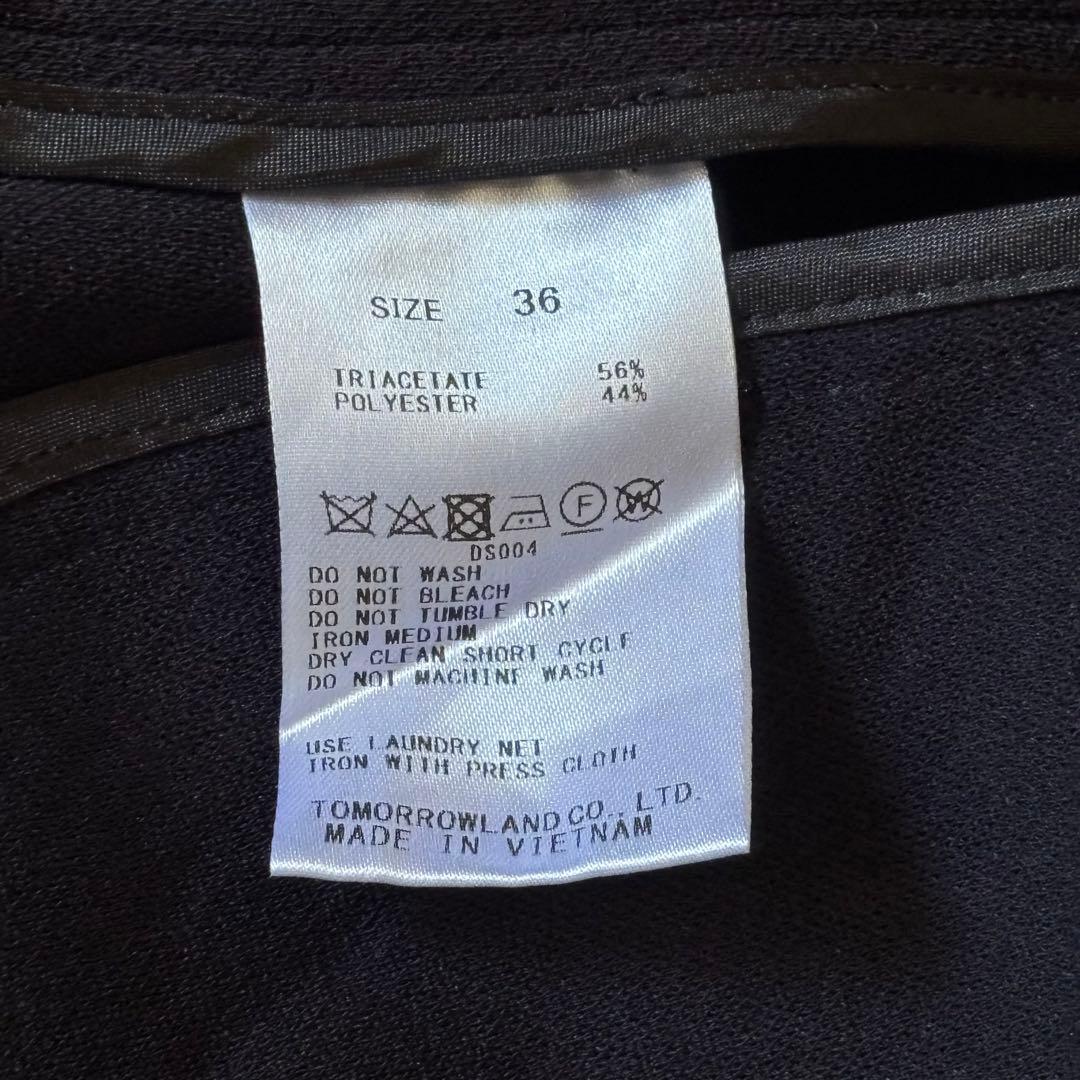 SIZE 36
TRIACETATE 56%
POLYESTER 44%
F W
DS004
DO NOT WASH
DO NOT BLEACH
DO NOT TUMBLE DRY
IRON MEDIUM
DRY CLEAN SHORT CYCLE
DO NOT MACHINE WASH
USE LAUNDRY NET
IRON WITH PRESS CLOTH
TOMORROWLAND CO., LTD.
MADE IN VIETNAM